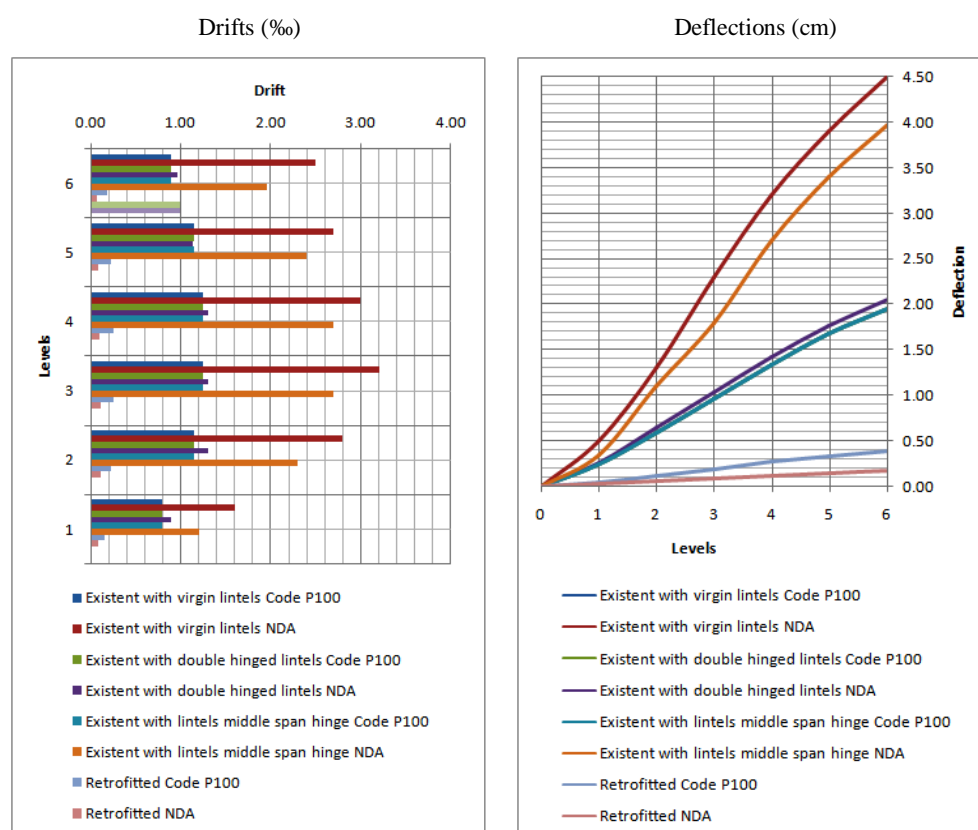 Drifts (‰)
Drift
0.00 1.00 2.00 3.00 4.00
6
5
4
3
2
1
Levels
Existent with virgin lintels Code P100
Existent with virgin lintels NDA
Existent with double hinged lintels Code P100
Existent with double hinged lintels NDA
Existent with lintels middle span hinge Code P100
Existent with lintels middle span hinge NDA
Retrofitted Code P100
Retrofitted NDA
Deflections (cm)
4.50
4.00
3.50
3.00
2.50
2.00
1.50
1.00
0.50
0.00
Deflection
0 1 2 3 4 5 6
Levels
Existent with virgin lintels Code P100
Existent with virgin lintels NDA
Existent with double hinged lintels Code P100
Existent with double hinged lintels NDA
Existent with lintels middle span hinge Code P100
Existent with lintels middle span hinge NDA
Retrofitted Code P100
Retrofitted NDA